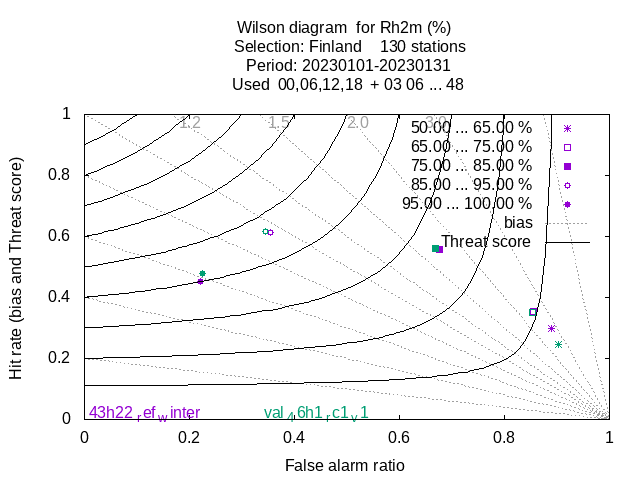 Wilson diagram for Rh2m (%)
Selection: Finland 130 stations
Period: 20230101-20230131
Used 00,06,12,18 + 03 06 ... 48
1.2 1.5 2.0 3.0
50.00 ... 65.00 %
65.00 ... 75.00 %
75.00 ... 85.00 %
85.00 ... 95.00 %
95.00 ... 100.00 %
bias
Threat score
Hit rate (bias and Threat score)
1
0.8
0.6
0.4
0.2
0
43h22 ref winter val 46h1 rc1v1
0 0.2 0.4 0.6 0.8 1
False alarm ratio